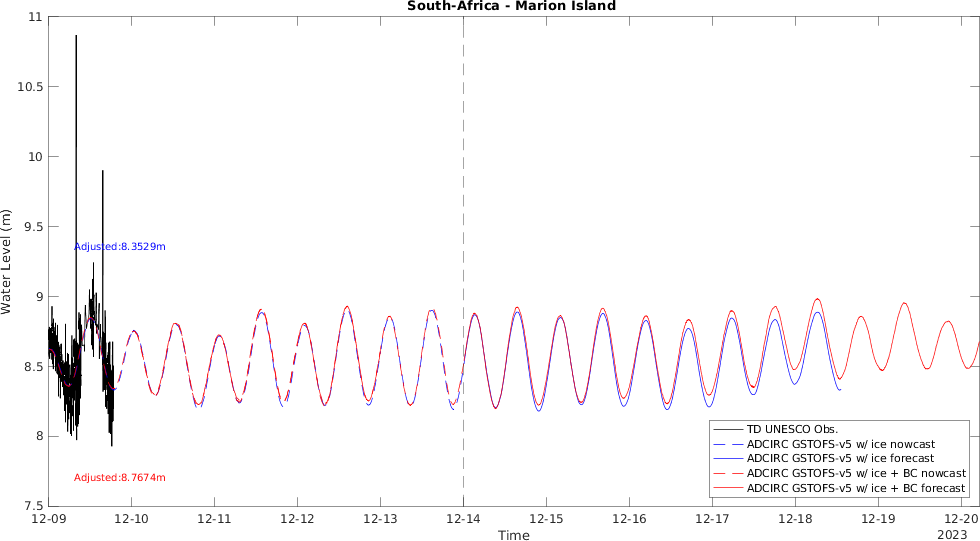 South-Africa - Marion Island
Water Level (m)
11
10.5
10
9.5
9
8.5
8
7.5
Adjusted:8.3529m
Adjusted:8.7674m
TD UNESCO Obs.
ADCIRC GSTOFS-v5 w/ ice nowcast
ADCIRC GSTOFS-v5 w/ ice forecast
ADCIRC GSTOFS-v5 w/ ice + BC nowcast
ADCIRC GSTOFS-v5 w/ ice + BC forecast
12-09 12-10 12-11 12-12 12-13 12-14 12-15 12-16 12-17 12-18 12-19 12-20
Time
2023